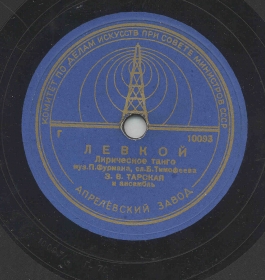 КОМИТЕТ ПО ДЕЛАМ ИСКУССТВ ПРИ СОВЕТЕ МИНИСТРОВ СССР
Г 10093
ЛЕВКОЙ
Лирическое танго
муз. П. Фурмана, сл. Б. Тимофеева
З. В. ТАРСКАЯ
и ансамбль
АПРЕЛЕВСКИЙ ЗАВОД